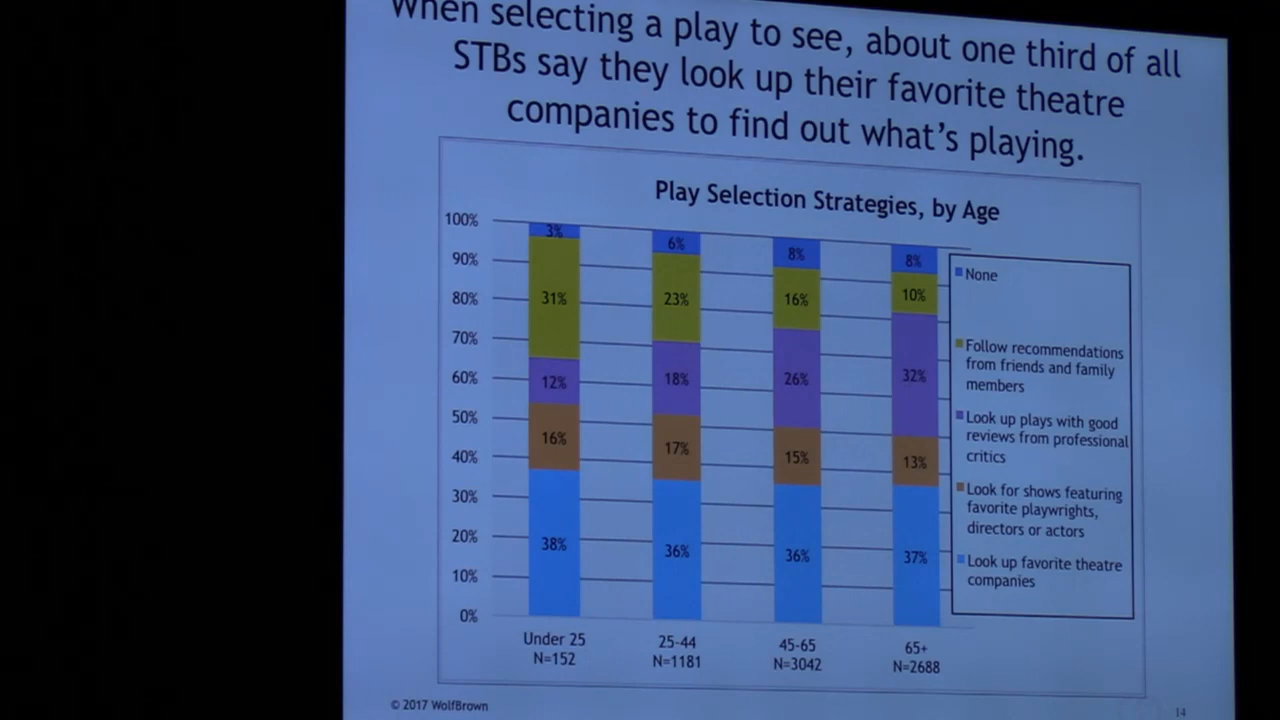 When selecting a play to see, about one third of all
STBs say they look up their favorite theatre
companies to find out what's playing.
Play Selection Strategies, by Age
100%
90%
80%
70%
60%
50%
40%
30%
20%
10%
0%
3%
31%
12%
16%
38%
6%
23%
18%
17%
36%
8%
16%
26%
15%
36%
8%
10%
32%
13%
37%
None
Follow recommendations
from friends and family
members
Look up plays with good
reviews from professional
critics
Look for shows featuring
favorite playwrights,
directors or actors
Look up favorite theatre
companies
Under 25
N=152
25-44
N=1181
45-65
N=3042
65+
N=2688
© 2017 WolfBrown
14